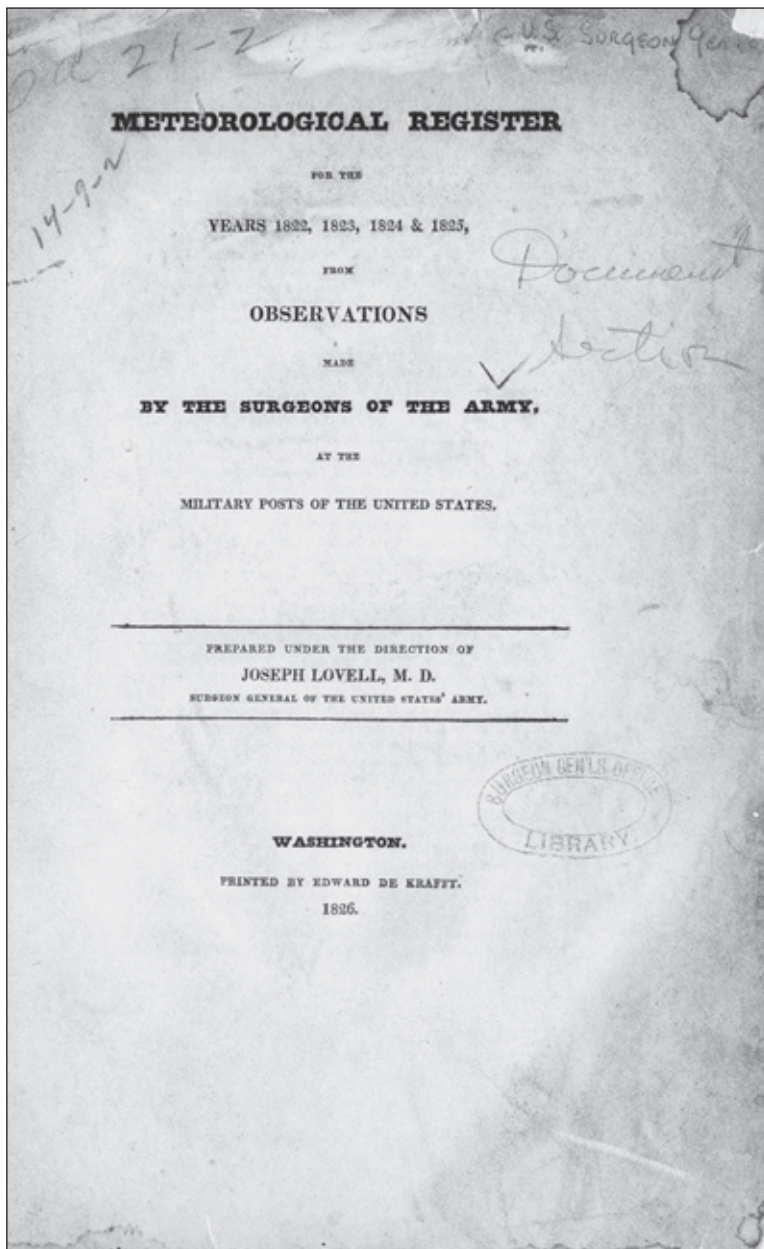 21-2
U.S. SURGEON
METEOROLOGICAL REGISTER
FOR THE
14-9-2
YEARS 1822, 1823, 1824 & 1825,
FROM
Document
OBSERVATIONS
MADE
Section
BY THE SURGEONS OF THE ARMY,
AT THE
MILITARY POSTS OF THE UNITED STATES.
PREPARED UNDER THE DIRECTION OF
JOSEPH LOVELL, M. D.
SURGEON GENERAL OF THE UNITED STATES' ARMY.
SURGEON GEN'LS OFFICE
LIBRARY.
WASHINGTON.
PRINTED BY EDWARD DE KRAFFT.
1826.